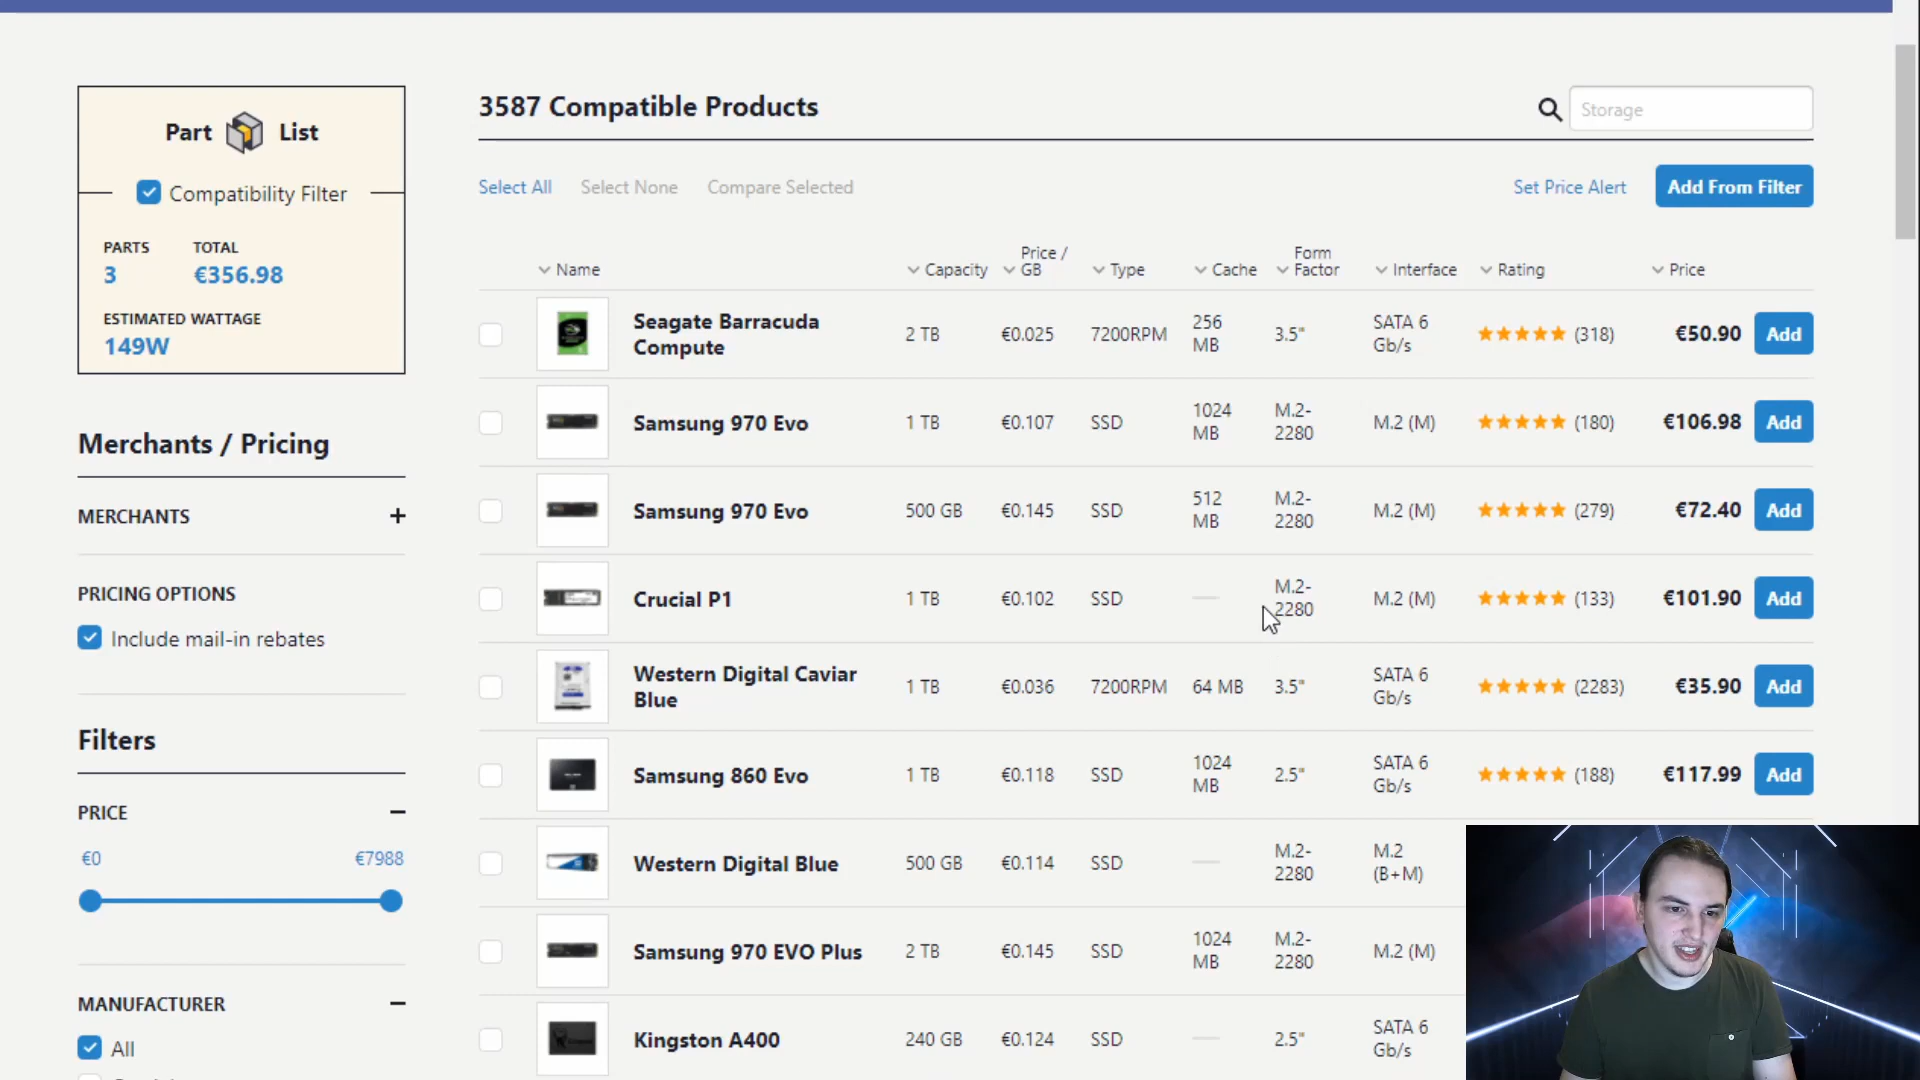 Part List
Compatibility Filter
PARTS TOTAL
3 €356.98
ESTIMATED WATTAGE
149W
Merchants / Pricing
MERCHANTS +
PRICING OPTIONS
Include mail-in rebates
Filters
PRICE
€0 €7988
MANUFACTURER
All
3587 Compatible Products
Storage
Select All Select None Compare Selected
Set Price Alert Add From Filter
Name Capacity Price / GB Type Cache Form Factor Interface Rating Price
Seagate Barracuda Compute 2 TB €0.025 7200RPM 256 MB 3.5" SATA 6 Gb/s (318) €50.90 Add
Samsung 970 Evo 1 TB €0.107 SSD 1024 MB M.2-2280 M.2 (M) (180) €106.98 Add
Samsung 970 Evo 500 GB €0.145 SSD 512 MB M.2-2280 M.2 (M) (279) €72.40 Add
Crucial P1 1 TB €0.102 SSD M.2-2280 M.2 (M) (133) €101.90 Add
Western Digital Caviar Blue 1 TB €0.036 7200RPM 64 MB 3.5" SATA 6 Gb/s (2283) €35.90 Add
Samsung 860 Evo 1 TB €0.118 SSD 1024 MB 2.5" SATA 6 Gb/s (188) €117.99 Add
Western Digital Blue 500 GB €0.114 SSD M.2-2280 M.2 (B+M)
Samsung 970 EVO Plus 2 TB €0.145 SSD 1024 MB M.2-2280 M.2 (M)
Kingston A400 240 GB €0.124 SSD 2.5" SATA 6 Gb/s